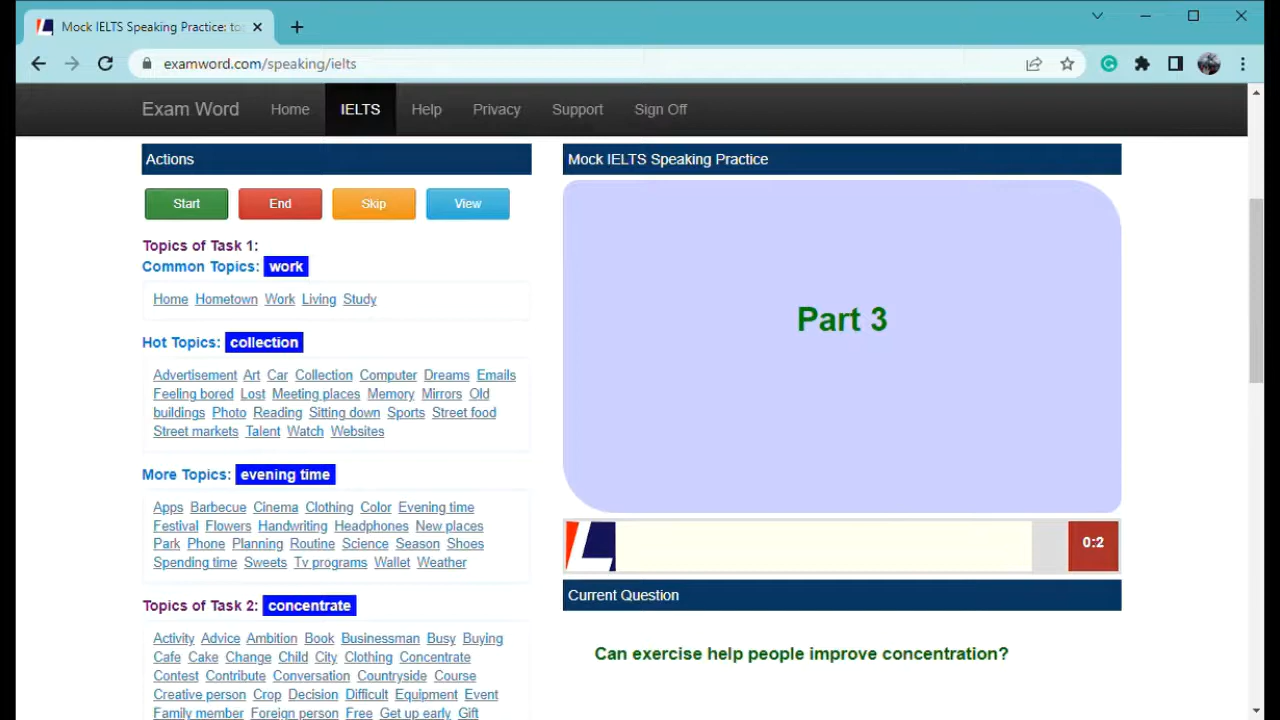 Mock IELTS Speaking Practice: to
examword.com/speaking/ielts
Exam Word Home IELTS Help Privacy Support Sign Off
Actions
Start End Skip View
Topics of Task 1:
Common Topics: work
Home Hometown Work Living Study
Hot Topics: collection
Advertisement Art Car Collection Computer Dreams Emails
Feeling bored Lost Meeting places Memory Mirrors Old
buildings Photo Reading Sitting down Sports Street food
Street markets Talent Watch Websites
More Topics: evening time
Apps Barbecue Cinema Clothing Color Evening time
Festival Flowers Handwriting Headphones New places
Park Phone Planning Routine Science Season Shoes
Spending time Sweets Tv programs Wallet Weather
Topics of Task 2: concentrate
Activity Advice Ambition Book Businessman Busy Buying
Cafe Cake Change Child City Clothing Concentrate
Contest Contribute Conversation Countryside Course
Creative person Crop Decision Difficult Equipment Event
Family member Foreign person Free Get up early Gift
Mock IELTS Speaking Practice
Part 3
0:2
Current Question
Can exercise help people improve concentration?